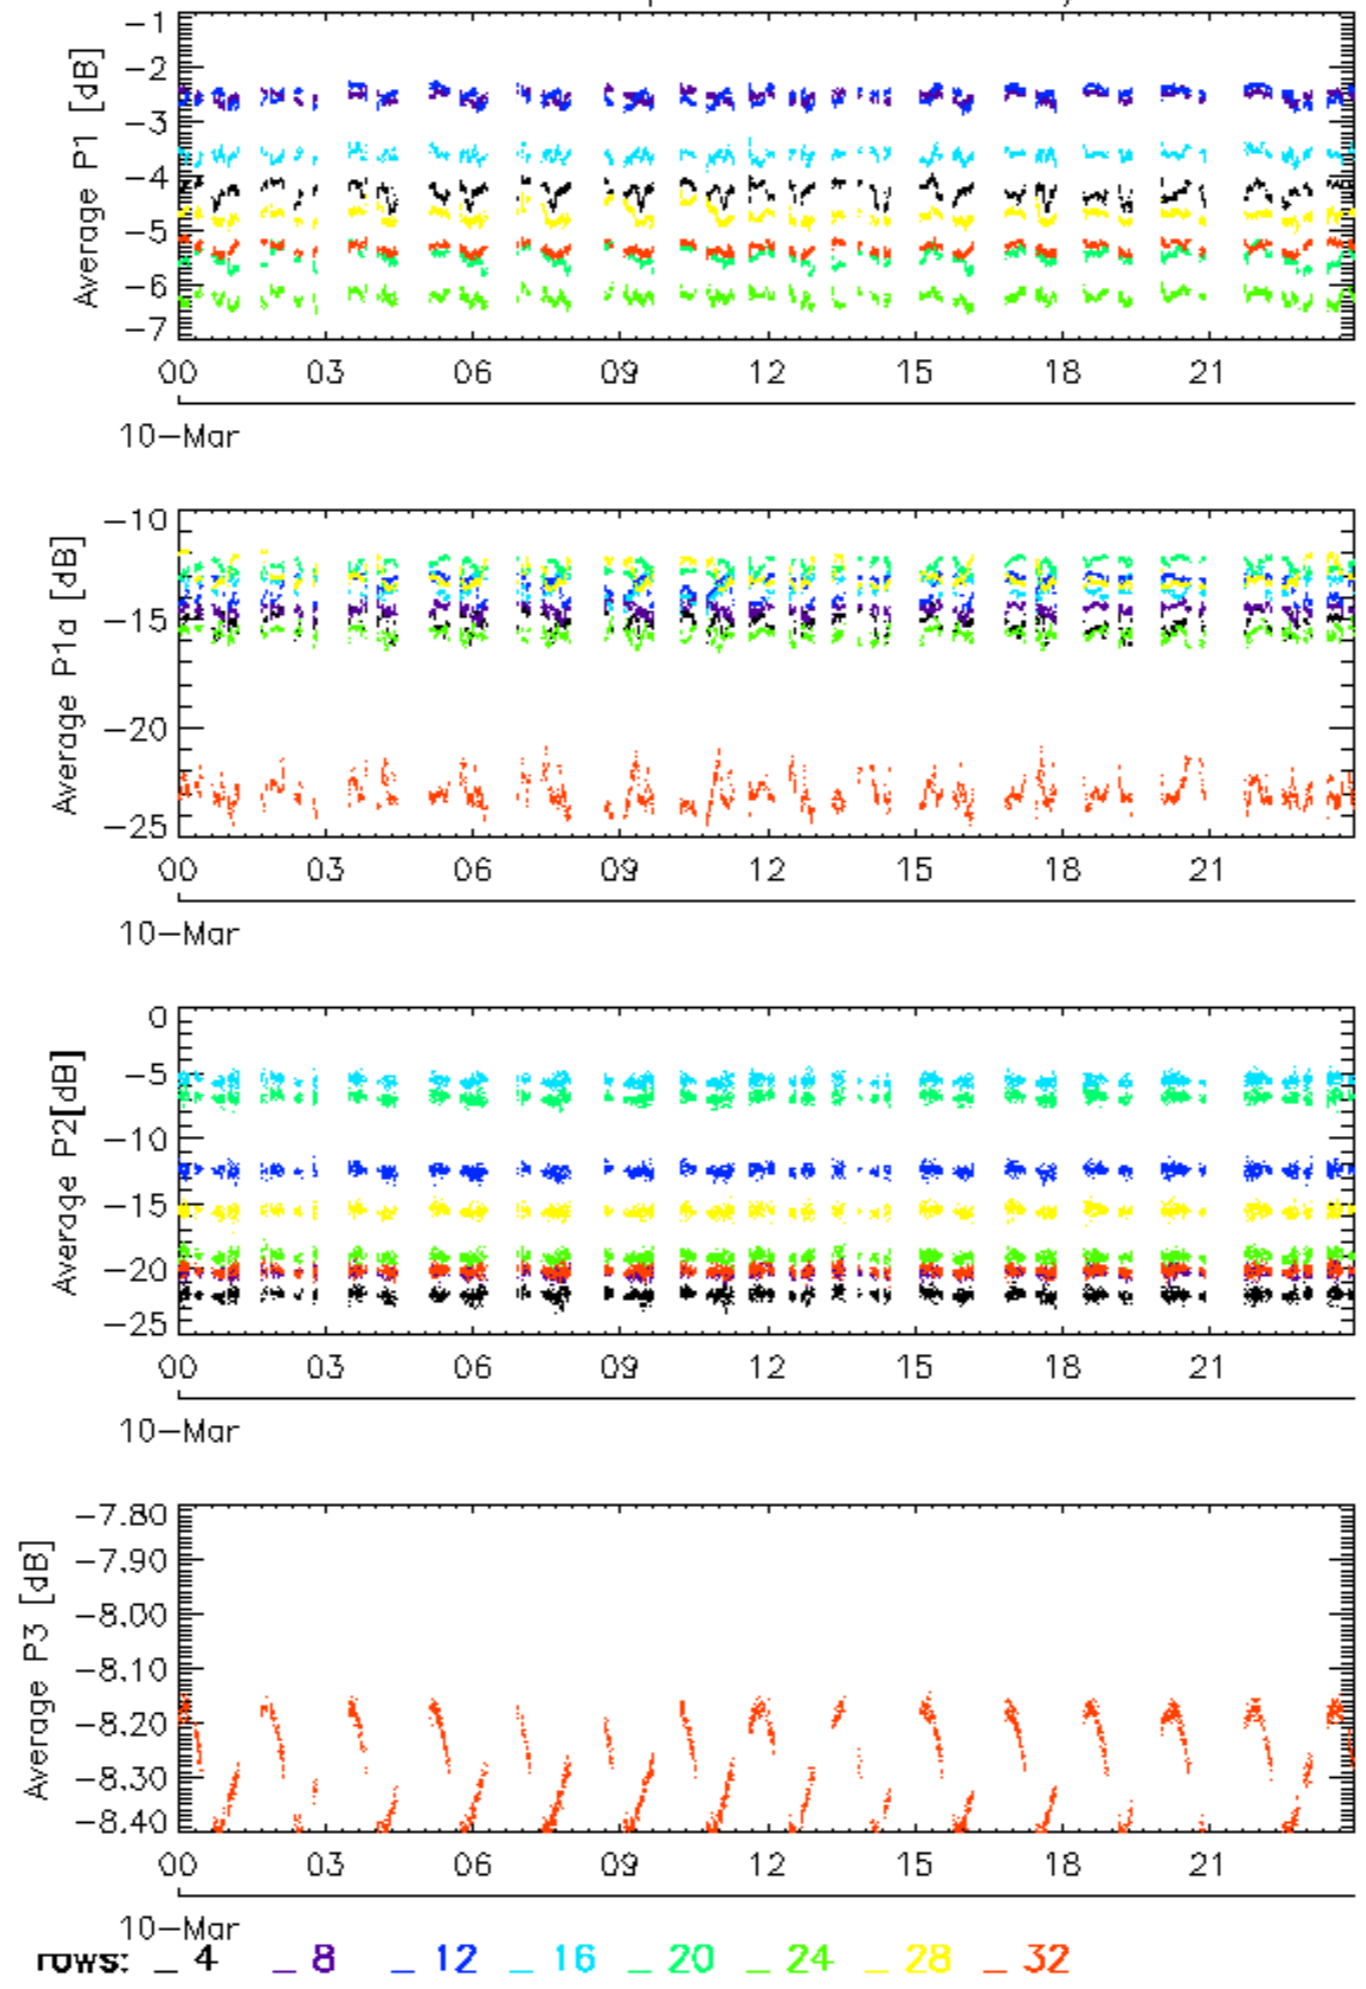 −1
−2
−3
−4
−5
−6
−7
Average P1 [dB]
00 03 06 09 12 15 18 21
10−Mar
−10
−15
−20
−25
Average P1a [dB]
00 03 06 09 12 15 18 21
10−Mar
0
−5
−10
−15
−20
−25
Average P2[dB]
00 03 06 09 12 15 18 21
10−Mar
−7.80
−7.90
−8.00
−8.10
−8.20
−8.30
−8.40
Average P3 [dB]
00 03 06 09 12 15 18 21
10−Mar
rows: _ 4 _ 8 _ 12 _ 16 _ 20 _ 24 _ 28 _ 32